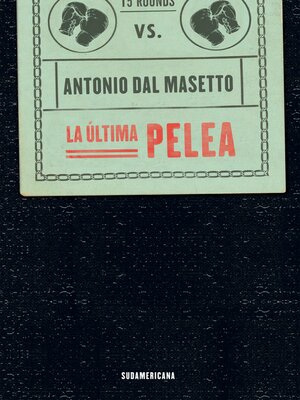 15 ROUNDS
VS.
ANTONIO DAL MASETTO
LA ÚLTIMA PELEA
SUDAMERICANA